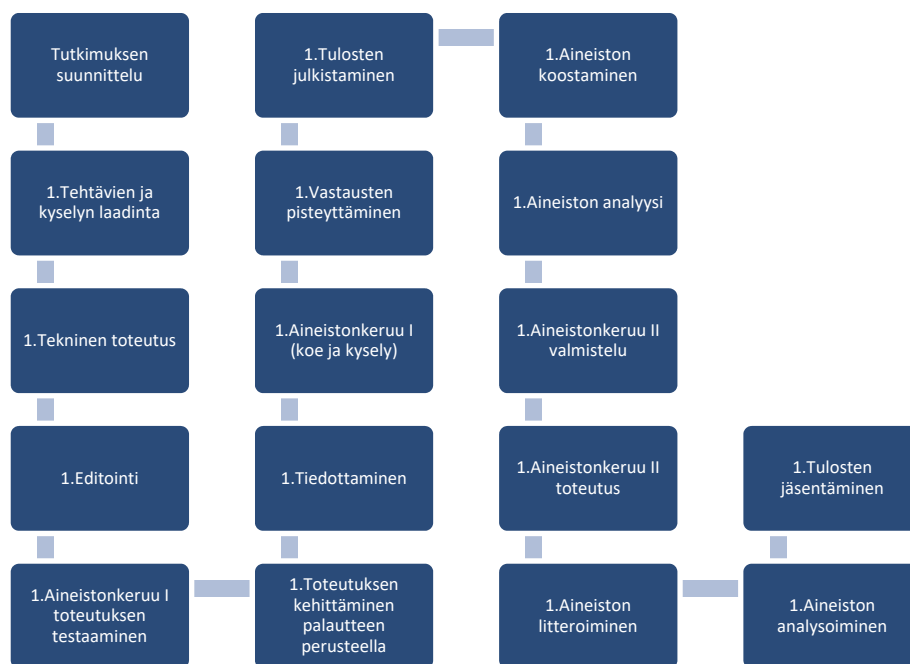 Tutkimuksen
suunnittelu
1.Tehtävien ja
kyselyn laadinta
1.Tekninen toteutus
1.Editointi
1.Aineistonkeruu I
toteutuksen
testaaminen
1.Toteutuksen
kehittäminen
palautteen
perusteella
1.Tiedottaminen
1.Aineistonkeruu I
(koe ja kysely)
1.Vastausten
pisteyttäminen
1.Tulosten
julkistaminen
1.Aineiston
koostaminen
1.Aineiston analyysi
1.Aineistonkeruu II
valmistelu
1.Aineistonkeruu II
toteutus
1.Aineiston
litteroiminen
1.Aineiston
analysoiminen
1.Tulosten
jäsentäminen